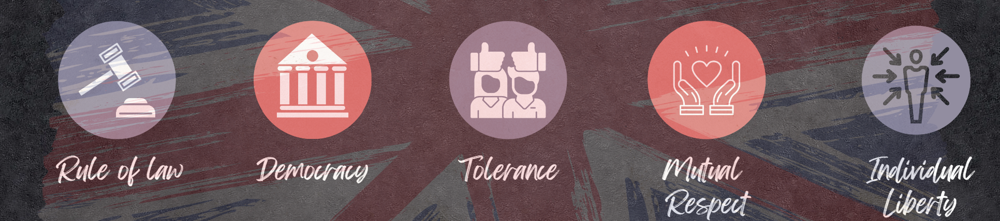 Rule of law
Democracy
Tolerance
Mutual
Respect
Individual
Liberty